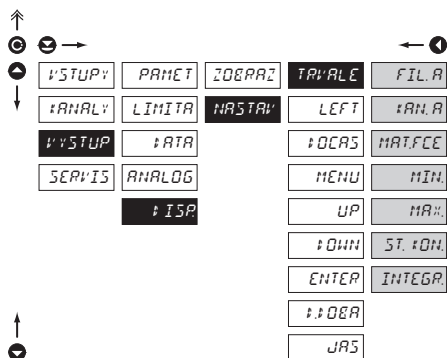 VSTUPY PAMET ZOBRAZ TRVALE FIL. A
KANALY LIMITA NASTAV LEFT KAN. A
VYSTUP DATA DOCAS MAT.FCE
SERVIS ANALOG MENU MIN.
DISP. UP MAX.
DOWN ST. KON.
ENTER INTEGR.
D.DOBA
JAS